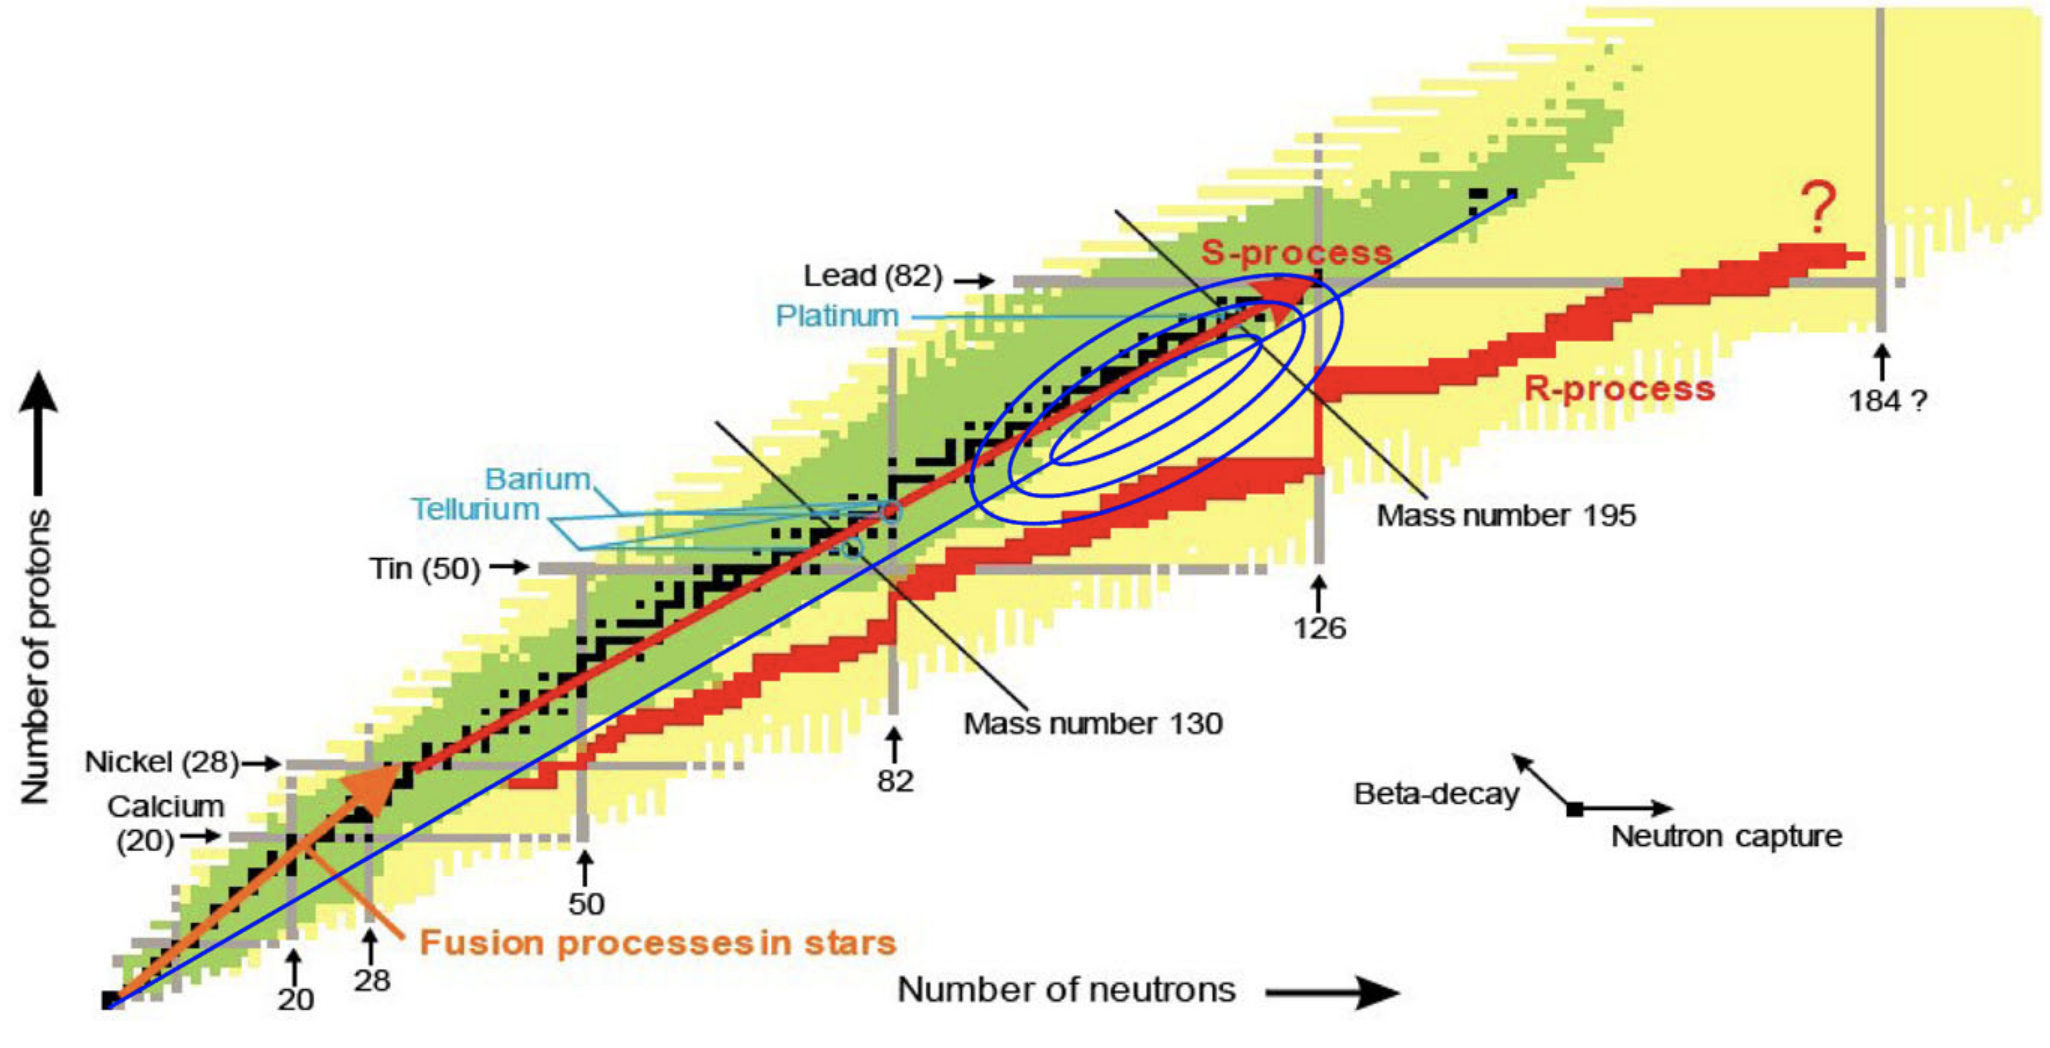 ?
S-process
Lead (82)
Platinum
R-process
184 ?
Barium
Tellurium
Mass number 195
Tin (50)
126
Number of protons
Mass number 130
Nickel (28)
82
Calcium
(20)
Beta-decay
Neutron capture
50
Fusion processes in stars
28
20
Number of neutrons